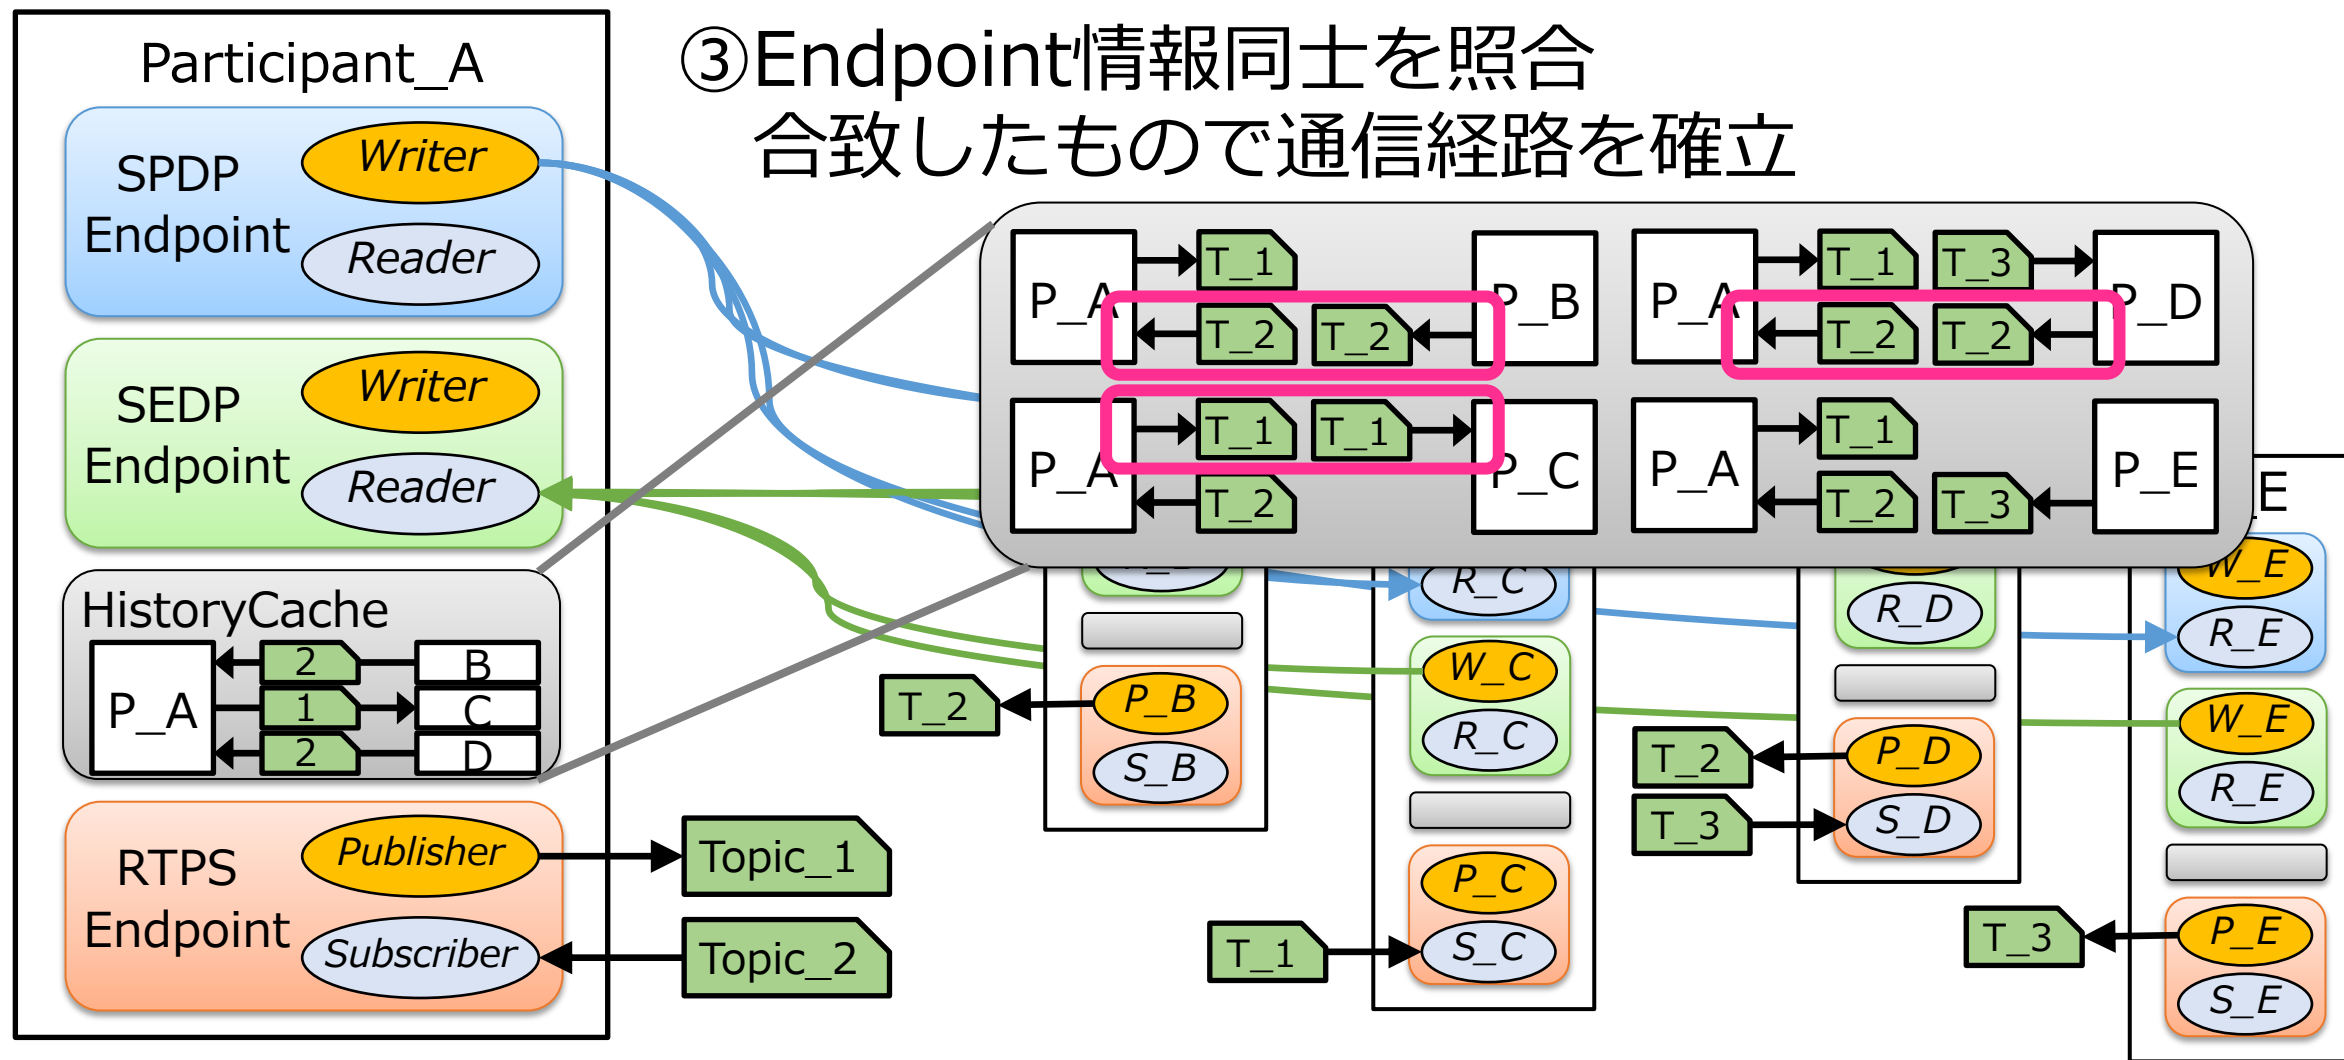 ③Endpoint情報同士を照合
合致したもので通信経路を確立
Participant_A
SPDP
Endpoint
Writer
Reader
SEDP
Endpoint
Writer
Reader
HistoryCache
P_A
2
B
1
C
2
D
RTPS
Endpoint
Publisher
Subscriber
Topic_1
Topic_2
P_A
T_1
T_2
T_2
P_B
P_A
T_1
T_3
T_2
T_2
P_D
P_A
T_1
T_1
T_2
P_C
P_A
T_1
T_2
T_3
P_E
T_2
P_B
S_B
R_C
W_C
R_C
P_C
S_C
T_1
R_D
T_2
T_3
P_D
S_D
E
W_E
R_E
W_E
R_E
T_3
P_E
S_E